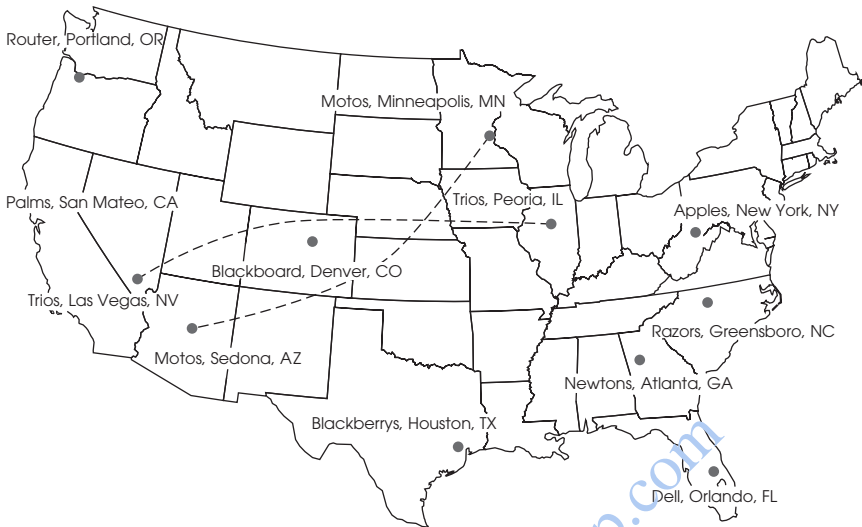 Router, Portland, OR
Motos, Minneapolis, MN
Palms, San Mateo, CA
Trios, Peoria, IL
Apples, New York, NY
Blackboard, Denver, CO
Trios, Las Vegas, NV
Razors, Greensboro, NC
Motos, Sedona, AZ
Newtons, Atlanta, GA
Blackberrys, Houston, TX
Dell, Orlando, FL
p.com